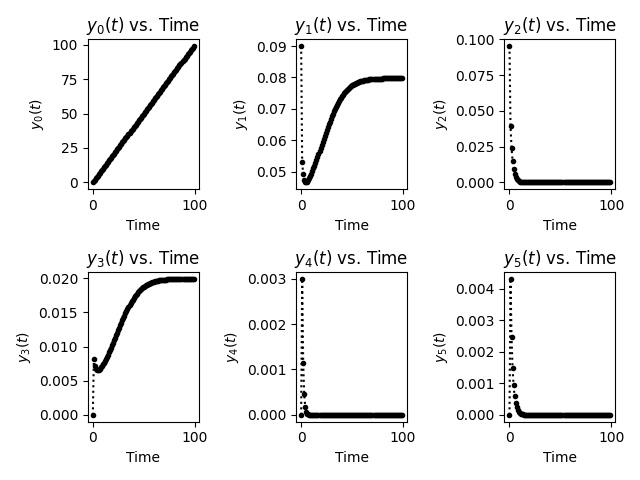 y₀(t) vs. Time
100
75
50
25
0
y₀(t)
0 100
Time
y₁(t) vs. Time
0.09
0.08
0.07
0.06
0.05
y₁(t)
0 100
Time
y₂(t) vs. Time
0.100
0.075
0.050
0.025
0.000
y₂(t)
0 100
Time
y₃(t) vs. Time
0.020
0.015
0.010
0.005
0.000
y₃(t)
0 100
Time
y₄(t) vs. Time
0.003
0.002
0.001
0.000
y₄(t)
0 100
Time
y₅(t) vs. Time
0.004
0.003
0.002
0.001
0.000
y₅(t)
0 100
Time